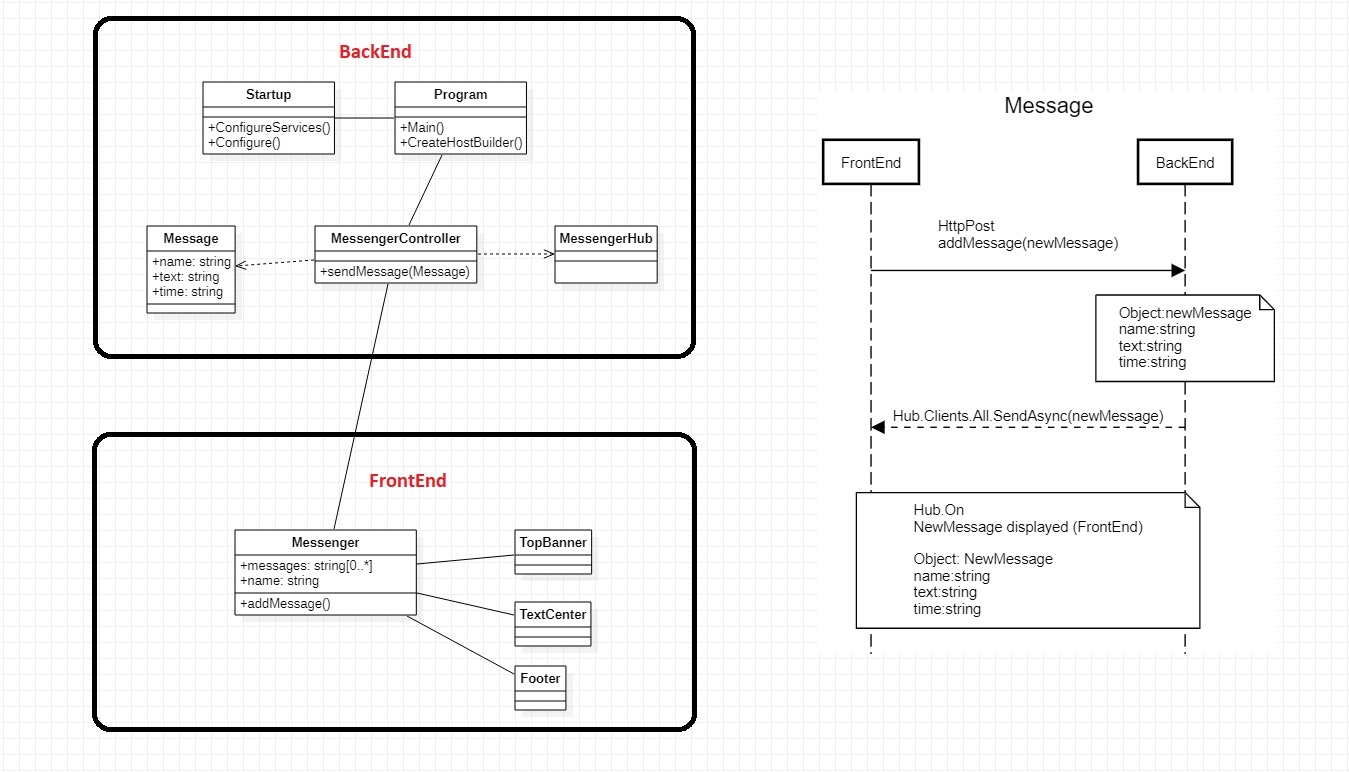 BackEnd
Startup
+ConfigureServices()
+Configure()
Program
+Main()
+CreateHostBuilder()
Message
+name: string
+text: string
+time: string
MessengerController
+sendMessage(Message)
MessengerHub
FrontEnd
Messenger
+messages: string[0..*]
+name: string
+addMessage()
TopBanner
TextCenter
Footer
Message
FrontEnd
BackEnd
HttpPost
addMessage(newMessage)
Object:newMessage
name:string
text:string
time:string
Hub.Clients.All.SendAsync(newMessage)
Hub.On
NewMessage displayed (FrontEnd)
Object: NewMessage
name:string
text:string
time:string